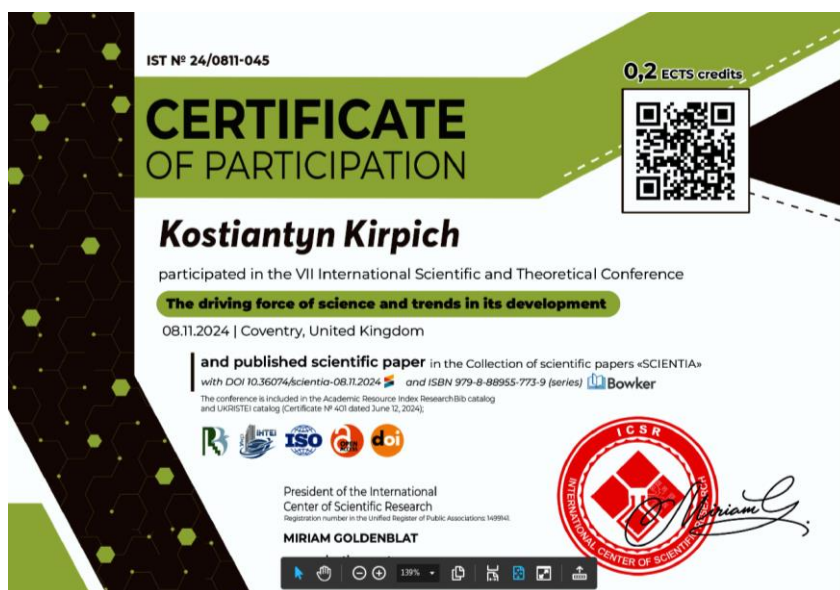 IST № 24/0811-045
0,2 ECTS credits
CERTIFICATE
OF PARTICIPATION
Kostiantyn Kirpich
participated in the VII International Scientific and Theoretical Conference
The driving force of science and trends in its development
08.11.2024 | Coventry, United Kingdom
and published scientific paper in the Collection of scientific papers «SCIENTIA»
with DOI 10.36074/scientia-08.11.2024 and ISBN 979-8-88955-773-9 (series) Bowker
The conference is included in the Academic Resource Index ResearchBib catalog
and UKRISTEI catalog (Certificate № 401 dated June 12, 2024);
ISO
OPEN ACCESS
doi
President of the International
Center of Scientific Research
Registration number in the Unified Register of Public Associations: 1499141.
MIRIAM GOLDENBLAT
ICSR
INTERNATIONAL CENTER OF SCIENTIFIC RESEARCH
Miriam G.
139%